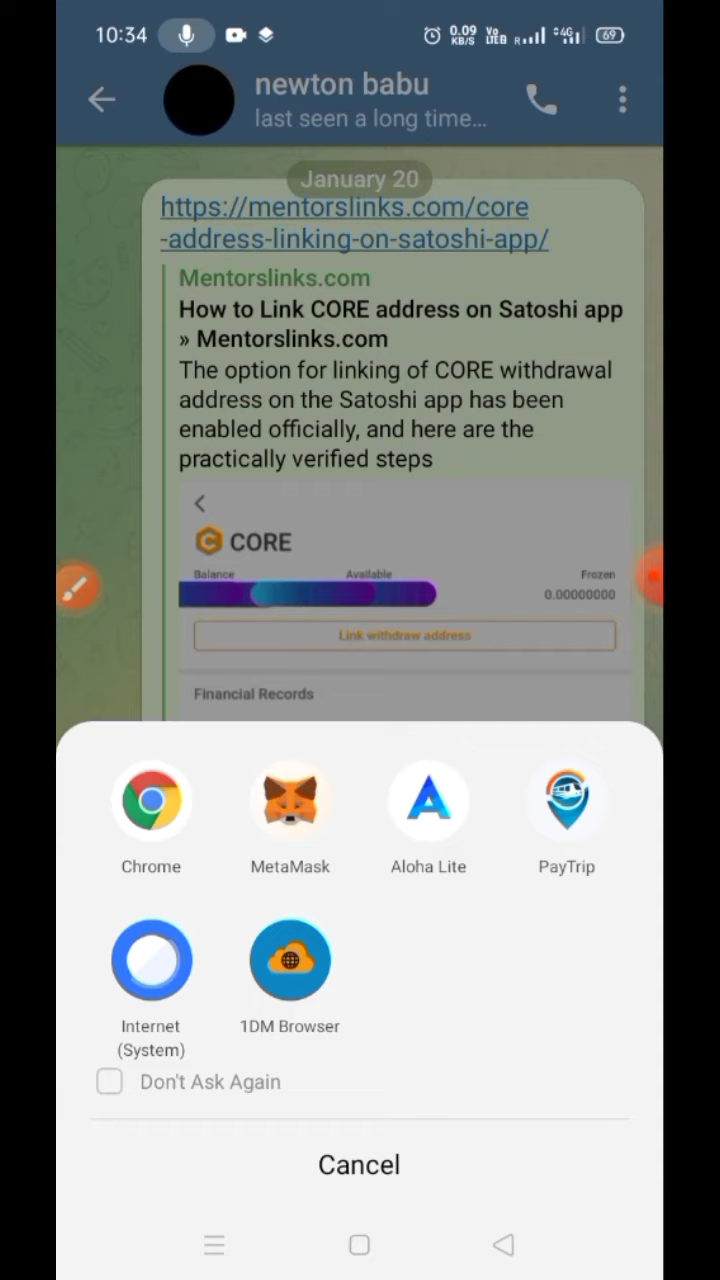 10:34
0.09
KB/S
Vo
LTE
R
4G
69
newton babu
last seen a long time...
January 20
https://mentorslinks.com/core
-address-linking-on-satoshi-app/
Mentorslinks.com
How to Link CORE address on Satoshi app
» Mentorslinks.com
The option for linking of CORE withdrawal
address on the Satoshi app has been
enabled officially, and here are the
practically verified steps
CORE
Balance Available Frozen
0.00000000
Link withdraw address
Financial Records
Chrome MetaMask Aloha Lite PayTrip
Internet
(System)
1DM Browser
Don't Ask Again
Cancel